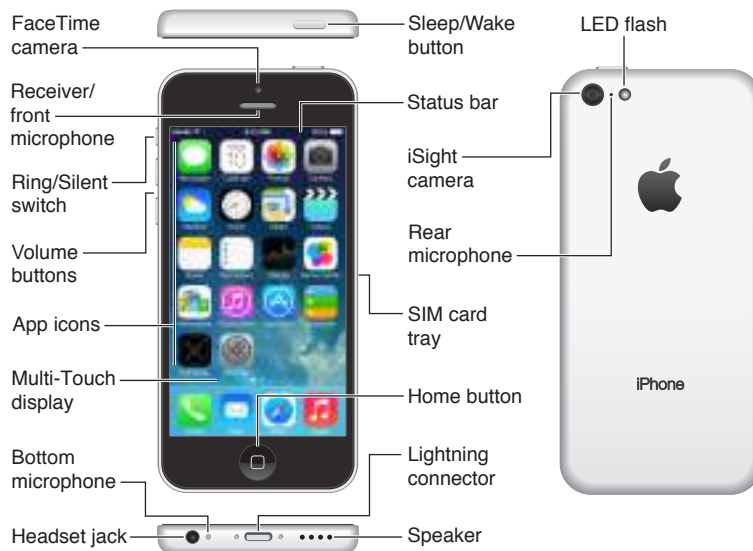 FaceTime
camera
Receiver/
front
microphone
Ring/Silent
switch
Volume
buttons
App icons
Multi-Touch
display
Bottom
microphone
Headset jack
Sleep/Wake
button
Status bar
SIM card
tray
Home button
Lightning
connector
Speaker
LED flash
iSight
camera
Rear
microphone
iPhone